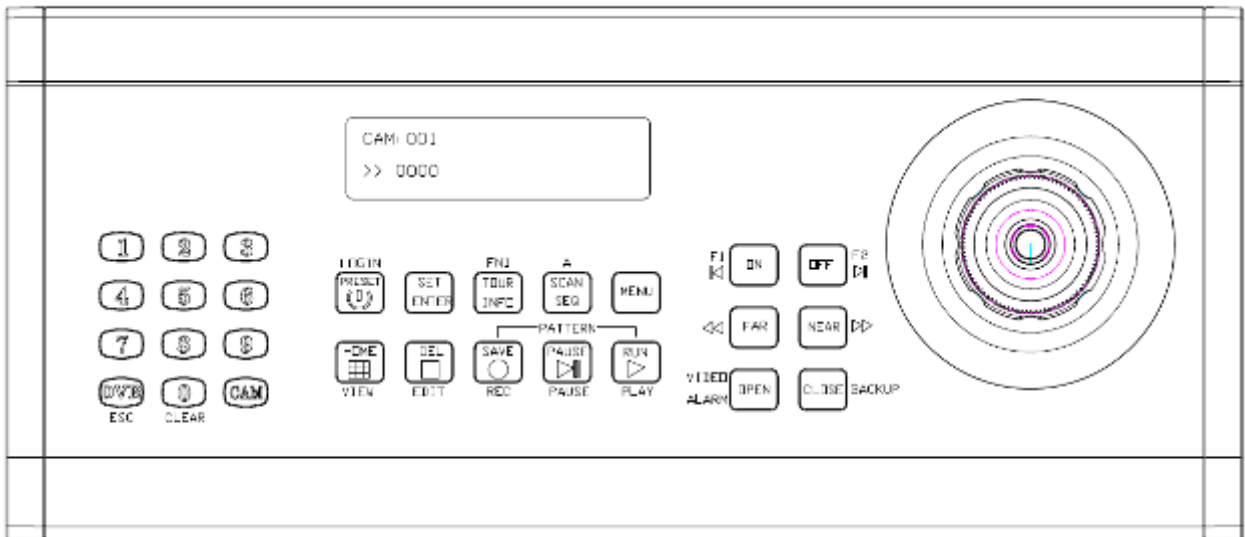 CAM: 001
>> 0000
1 2 3
4 5 6
7 8 9
DVR 0 CAM
ESC CLEAR
LOGIN FN1 A
PRESET SET ENTER TOUR INFO SCAN SEQ MENU
PATTERN
HOME DEL SAVE PAUSE RUN
VIEW EDIT REC PAUSE PLAY
F1 ON OFF F2
FAR NEAR
VIDEO ALARM OPEN CLOSE BACKUP